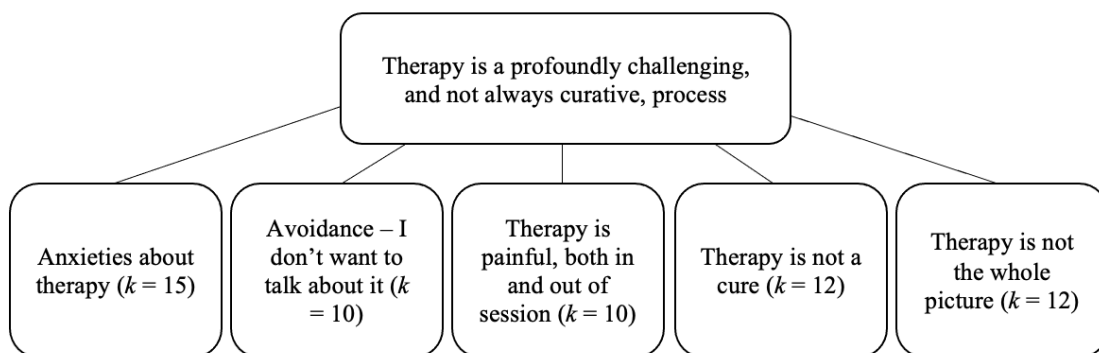 Therapy is a profoundly challenging,
and not always curative, process
Anxieties about
therapy (k = 15)
Avoidance – I
don’t want to
talk about it (k
= 10)
Therapy is
painful, both in
and out of
session (k = 10)
Therapy is not a
cure (k = 12)
Therapy is not
the whole
picture (k = 12)